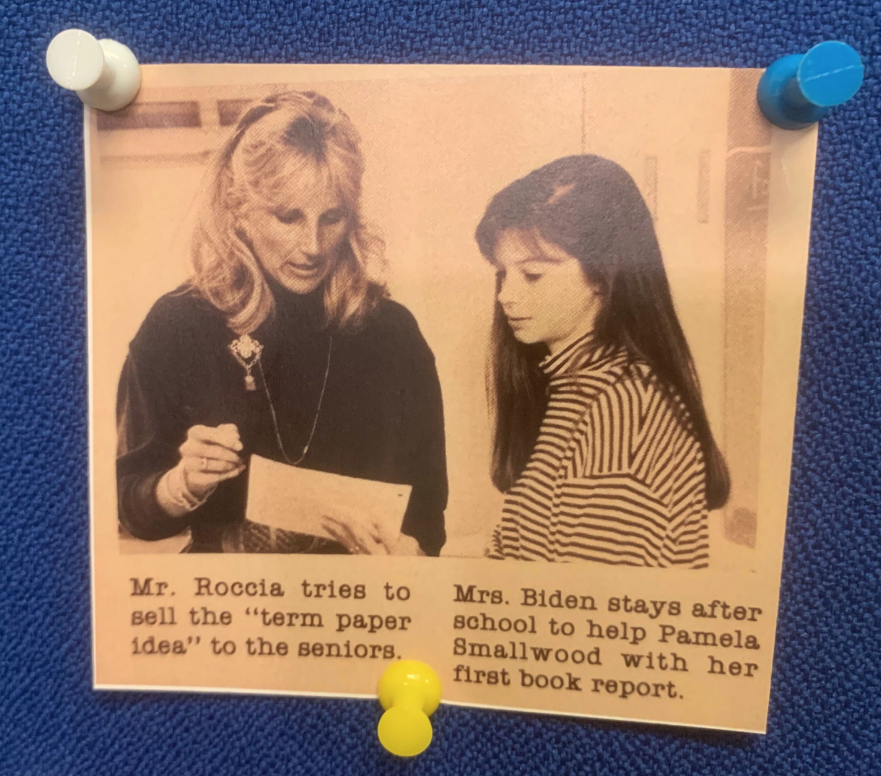 Mr. Roccia tries to
sell the “term paper
idea” to the seniors.
Mrs. Biden stays after
school to help Pamela
Smallwood with her
first book report.